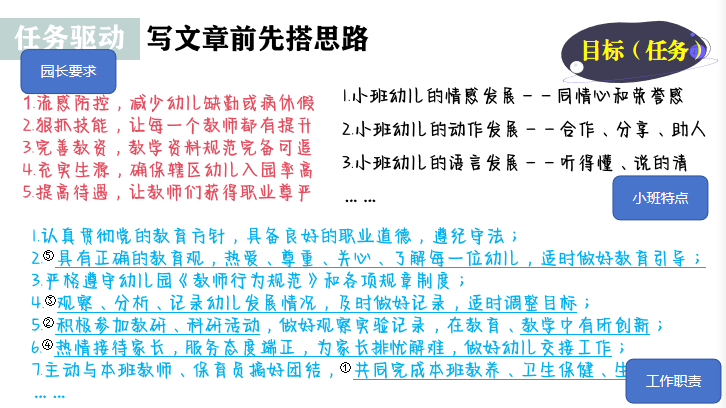 任务驱动 写文章前先搭思路
目标（任务）
园长要求
1.流感防控，减少幼儿缺勤或病休假
2.狠抓技能，让每一个教师都有提升
3.完善教资，教学资料规范完备可追
4.充实生源，确保辖区幼儿入园率高
5.提高待遇，让教师们获得职业尊严
1.小班幼儿的情感发展－－同情心和荣誉感
2.小班幼儿的动作发展－－合作、分享、助人
3.小班幼儿的语言发展－－听得懂、说的清
... ...
小班特点
1.认真贯彻党的教育方针，具备良好的职业道德，遵纪守法；
2.⑤具有正确的教育观，热爱、尊重、关心、了解每一位幼儿，适时做好教育引导；
3.严格遵守幼儿园《教师行为规范》和各项规章制度；
4.③观察、分析、记录幼儿发展情况，及时做好记录，适时调整目标；
5.②积极参加教研、科研活动，做好观察实验记录，在教育、教学中有所创新；
6.④热情接待家长，服务态度端正，为家长排忧解难，做好幼儿交接工作；
7.主动与本班教师、保育员搞好团结，①共同完成本班教养、卫生保健、生
... ...
工作职责